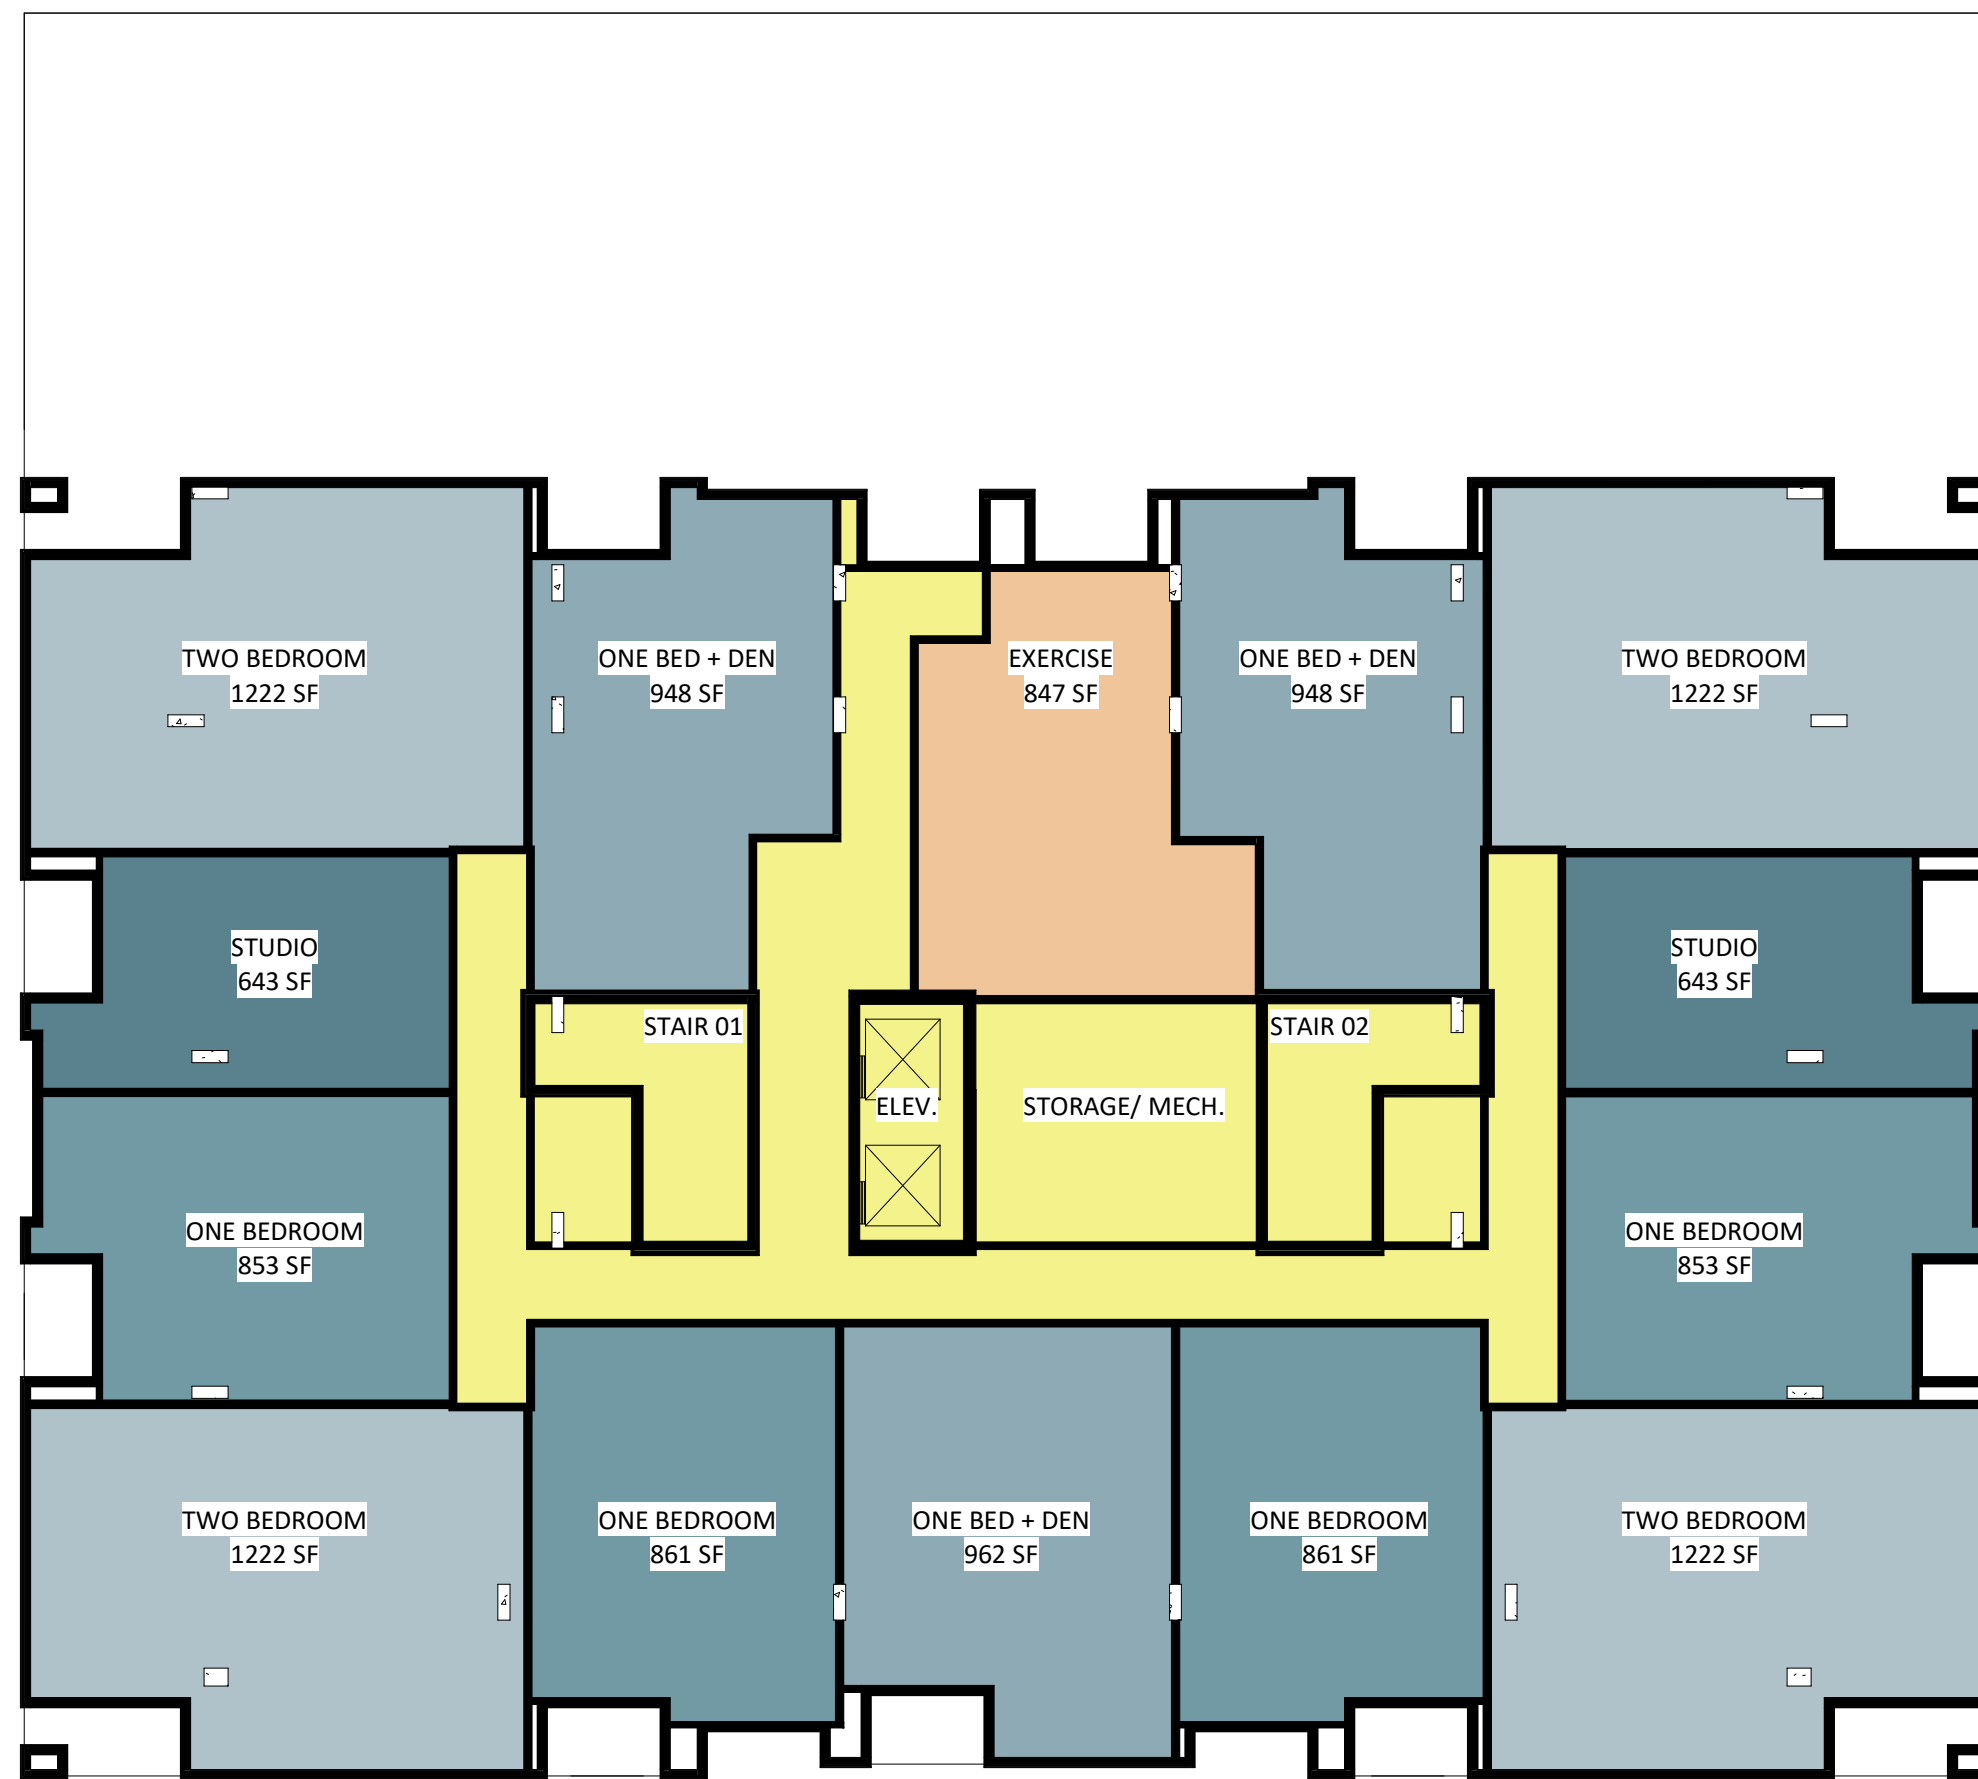 TWO BEDROOM
1222 SF
ONE BED + DEN
948 SF
EXERCISE
847 SF
ONE BED + DEN
948 SF
TWO BEDROOM
1222 SF
STUDIO
643 SF
STUDIO
643 SF
STAIR 01
STAIR 02
ELEV.
STORAGE/ MECH.
ONE BEDROOM
853 SF
ONE BEDROOM
853 SF
TWO BEDROOM
1222 SF
ONE BEDROOM
861 SF
ONE BED + DEN
962 SF
ONE BEDROOM
861 SF
TWO BEDROOM
1222 SF